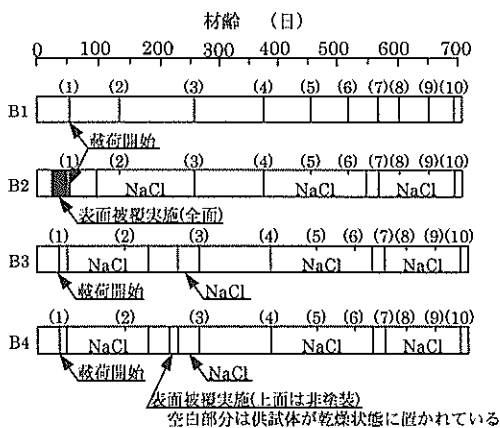 材齢 (日)
0 100 200 300 400 500 600 700
(1) (2) (3) (4) (5) (6) (7) (8) (9) (10)
B1
載荷開始
(1) (2) (3) (4) (5) (6) (7) (8) (9) (10)
B2 NaCl NaCl NaCl
表面被覆実施(全面)
(1) (2) (3) (4) (5) (6) (7) (8) (9) (10)
B3 NaCl NaCl NaCl
載荷開始 NaCl
(1) (2) (3) (4) (5) (6) (7) (8) (9) (10)
B4 NaCl NaCl NaCl
載荷開始 NaCl
表面被覆実施(上面は非塗装)
空白部分は供試体が乾燥状態に置かれている